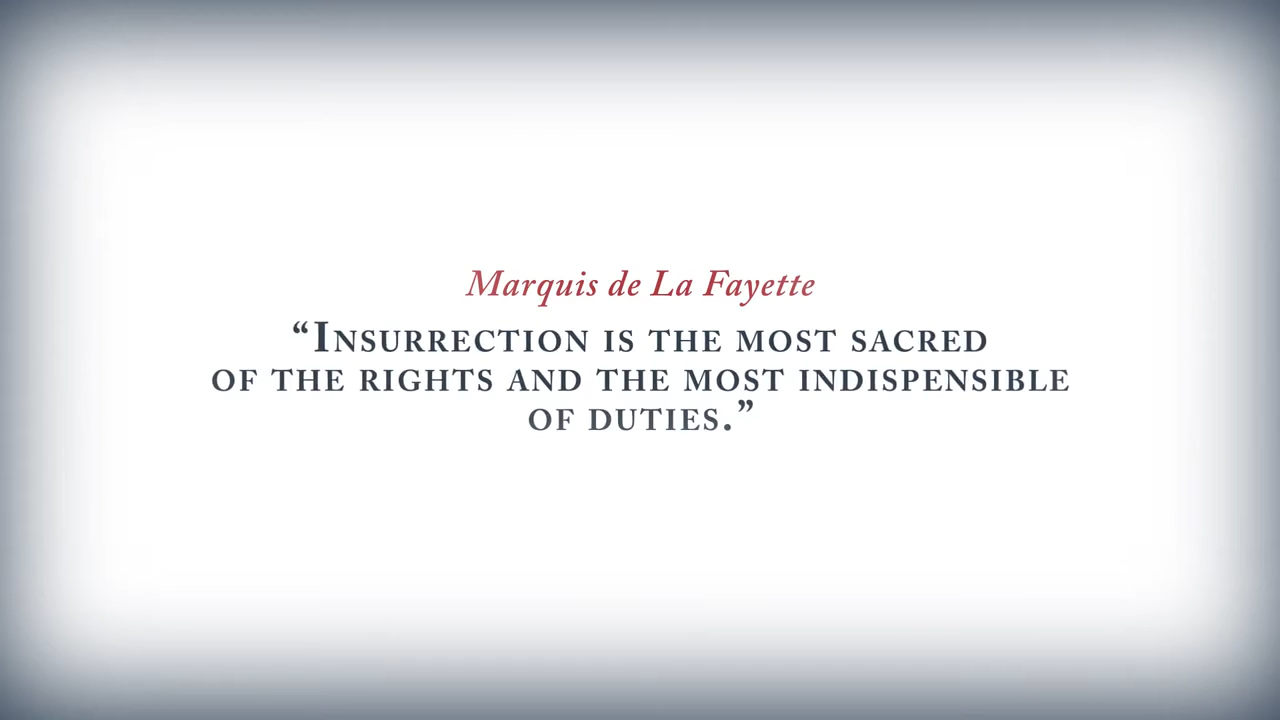 Marquis de La Fayette
“Insurrection is the most sacred
of the rights and the most indispensible
of duties.”